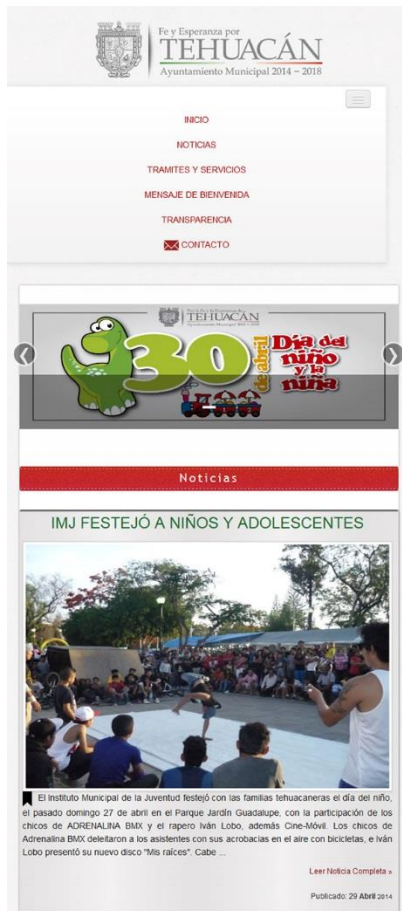 Fe y Esperanza por
TEHUACÁN
Ayuntamiento Municipal 2014 – 2018
INICIO
NOTICIAS
TRAMITES Y SERVICIOS
MENSAJE DE BIENVENIDA
TRANSPARENCIA
CONTACTO
TEHUACÁN
30 de abril Día del
niño
y la
niña
Noticias
IMJ FESTEJÓ A NIÑOS Y ADOLESCENTES
El Instituto Municipal de la Juventud festejó con las familias tehuacaneras el día del niño,
el pasado domingo 27 de abril en el Parque Jardín Guadalupe, con la participación de los
chicos de ADRENALINA BMX y el rapero Iván Lobo, además Cine-Móvil. Los chicos de
Adrenalina BMX deleitaron a los asistentes con sus acrobacias en el aire con bicicletas, e Iván
Lobo presentó su nuevo disco "Mis raíces". Cabe ...
Leer Noticia Completa »
Publicado: 29 Abril 2014